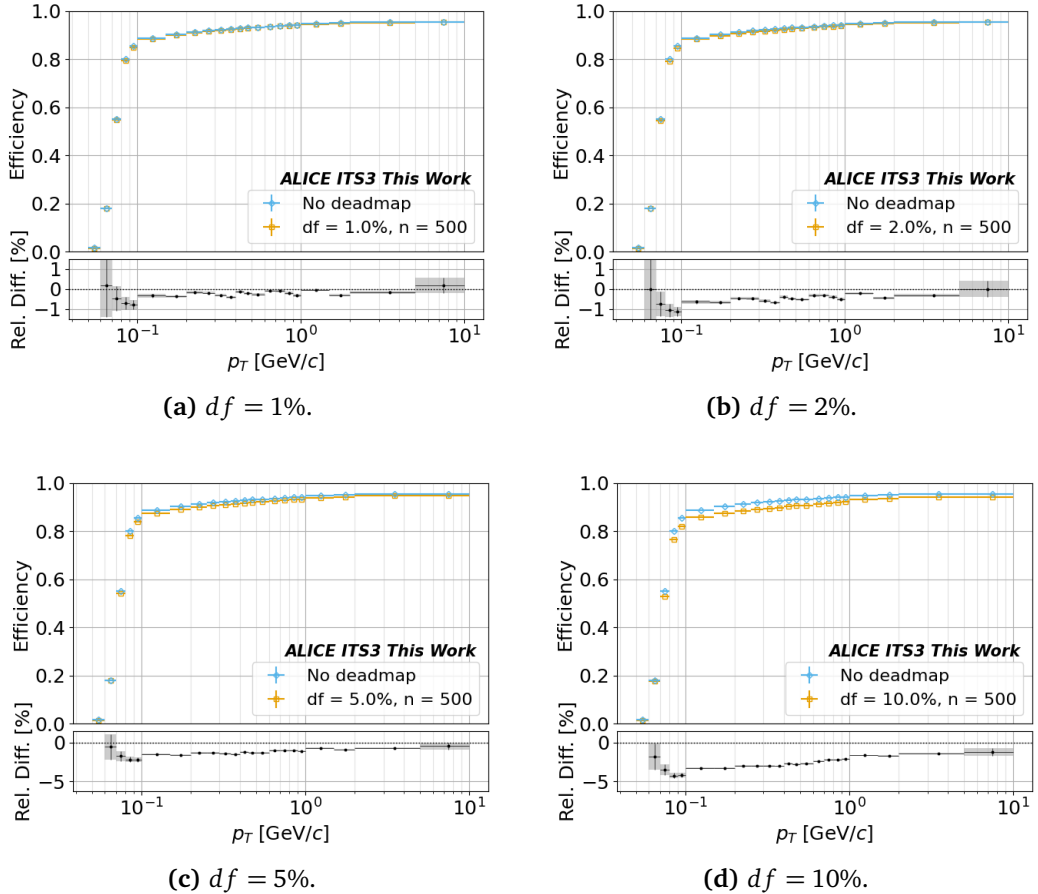 1.0
0.8
0.6
0.4
0.2
0.0
Efficiency
ALICE ITS3 This Work
No deadmap
df = 1.0%, n = 500
1
0
−1
Rel. Diff. [%]
10⁻¹ 10⁰ 10¹
p_T [GeV/c]
(a) df = 1%.
1.0
0.8
0.6
0.4
0.2
0.0
Efficiency
ALICE ITS3 This Work
No deadmap
df = 2.0%, n = 500
1
0
−1
Rel. Diff. [%]
10⁻¹ 10⁰ 10¹
p_T [GeV/c]
(b) df = 2%.
1.0
0.8
0.6
0.4
0.2
0.0
Efficiency
ALICE ITS3 This Work
No deadmap
df = 5.0%, n = 500
0
−5
Rel. Diff. [%]
10⁻¹ 10⁰ 10¹
p_T [GeV/c]
(c) df = 5%.
1.0
0.8
0.6
0.4
0.2
0.0
Efficiency
ALICE ITS3 This Work
No deadmap
df = 10.0%, n = 500
0
−5
Rel. Diff. [%]
10⁻¹ 10⁰ 10¹
p_T [GeV/c]
(d) df = 10%.